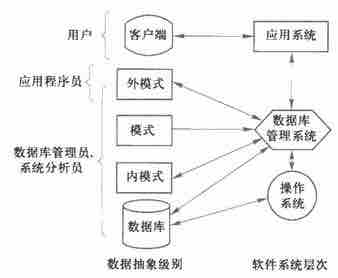 用户
客户端
应用系统
应用程序员
外模式
模式
数据库
管理系统
数据库管理员、
系统分析员
内模式
操作
系统
数据库
数据抽象级别
软件系统层次